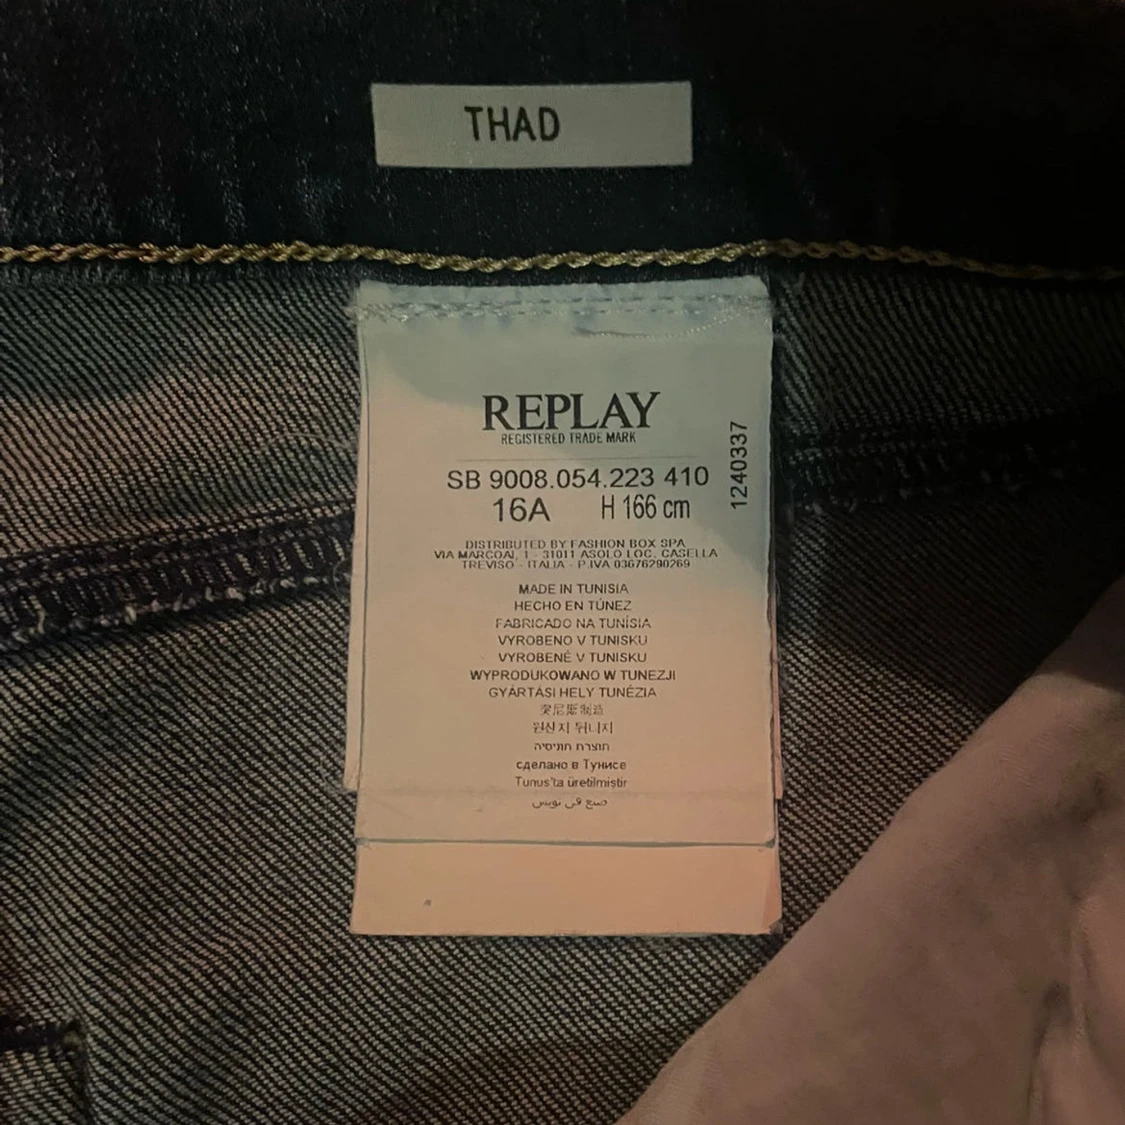 THAD
REPLAY
REGISTERED TRADE MARK
SB 9008.054.223 410
16A H 166 cm
1240337
DISTRIBUTED BY FASHION BOX SPA
VIA MARCOAI, 1 - 31011 ASOLO LOC. CASELLA
TREVISO - ITALIA - P.IVA 03676290269
MADE IN TUNISIA
HECHO EN TÚNEZ
FABRICADO NA TUNÍSIA
VYROBENO V TUNISKU
VYROBENÉ V TUNISKU
WYPRODUKOWANO W TUNEZJI
GYÁRTÁSI HELY TUNÉZIA
突尼斯制造
원산지 튀니지
תוצרת תוניסיה
сделано в Тунисе
Tunus'ta üretilmiştir
صنع في تونس